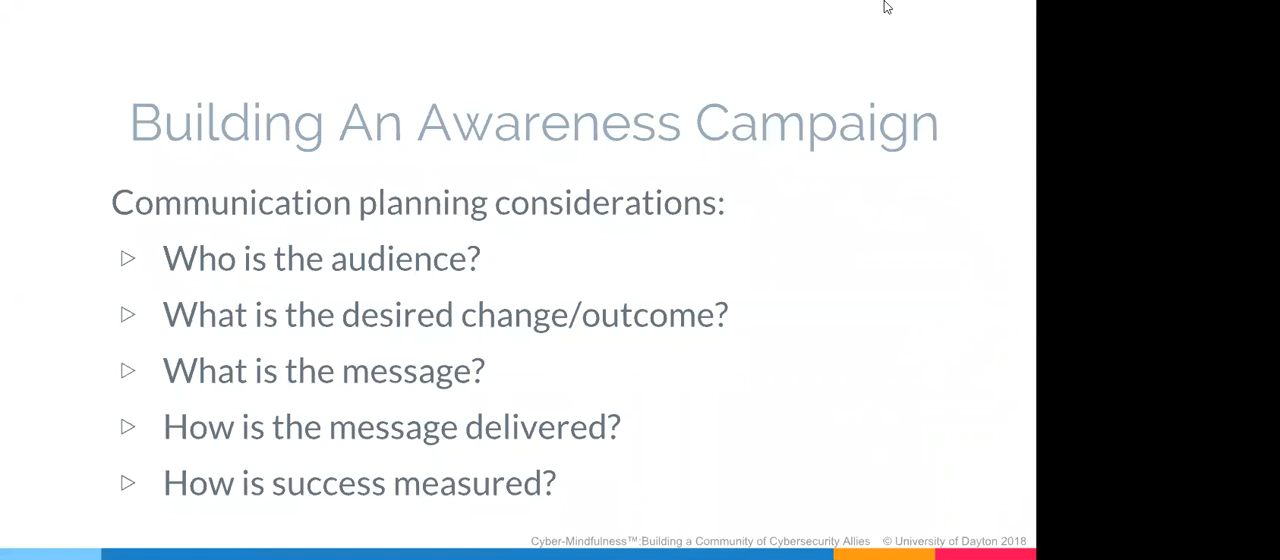 Building An Awareness Campaign
Communication planning considerations:
Who is the audience?
What is the desired change/outcome?
What is the message?
How is the message delivered?
How is success measured?
Cyber-Mindfulness™:Building a Community of Cybersecurity Allies © University of Dayton 2018